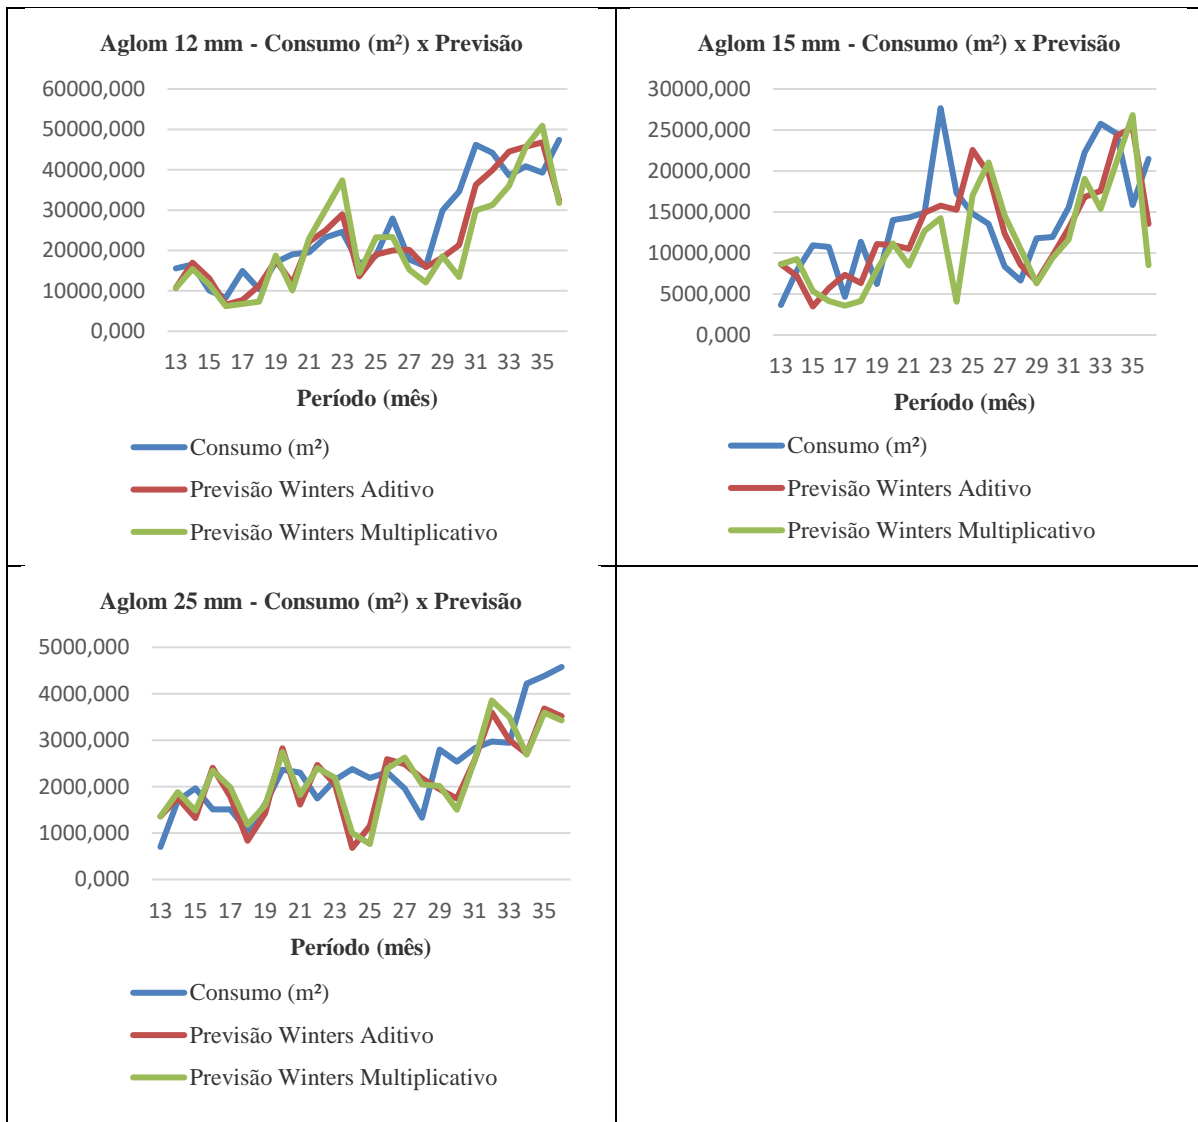 Aglom 12 mm - Consumo (m²) x Previsão
60000,000
50000,000
40000,000
30000,000
20000,000
10000,000
0,000
13 15 17 19 21 23 25 27 29 31 33 35
Período (mês)
Consumo (m²)
Previsão Winters Aditivo
Previsão Winters Multiplicativo
Aglom 15 mm - Consumo (m²) x Previsão
30000,000
25000,000
20000,000
15000,000
10000,000
5000,000
0,000
13 15 17 19 21 23 25 27 29 31 33 35
Período (mês)
Consumo (m²)
Previsão Winters Aditivo
Previsão Winters Multiplicativo
Aglom 25 mm - Consumo (m²) x Previsão
5000,000
4000,000
3000,000
2000,000
1000,000
0,000
13 15 17 19 21 23 25 27 29 31 33 35
Período (mês)
Consumo (m²)
Previsão Winters Aditivo
Previsão Winters Multiplicativo